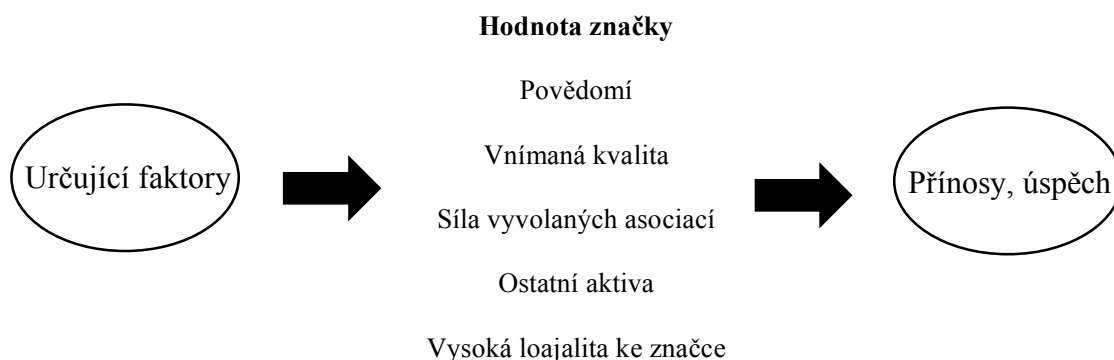 Hodnota značky
Povědomí
Určující faktory
Vnímaná kvalita
Síla vyvolaných asociací
Ostatní aktiva
Vysoká loajalita ke značce
Přínosy, úspěch